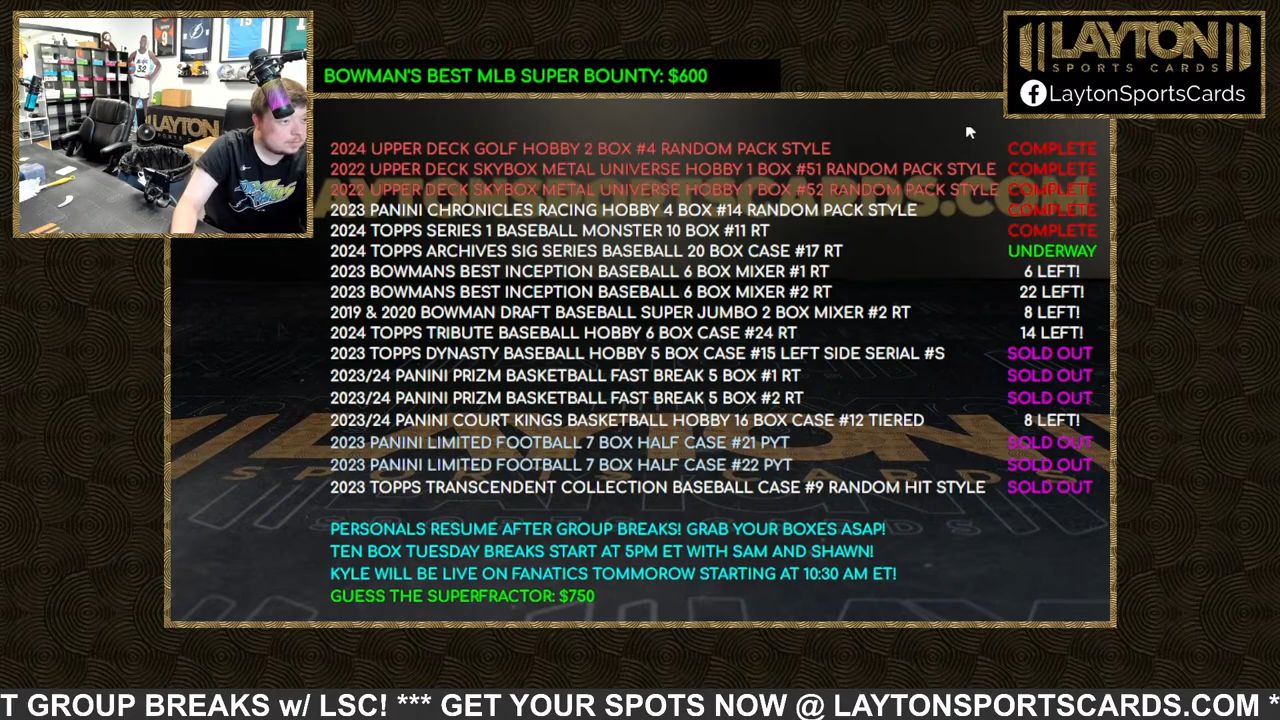 BOWMAN'S BEST MLB SUPER BOUNTY: $600
LAYTON
SPORTS CARDS
LaytonSportsCards
2024 UPPER DECK GOLF HOBBY 2 BOX #4 RANDOM PACK STYLE COMPLETE
2022 UPPER DECK SKYBOX METAL UNIVERSE HOBBY 1 BOX #51 RANDOM PACK STYLE COMPLETE
2022 UPPER DECK SKYBOX METAL UNIVERSE HOBBY 1 BOX #52 RANDOM PACK STYLE COMPLETE
2023 PANINI CHRONICLES RACING HOBBY 4 BOX #14 RANDOM PACK STYLE COMPLETE
2024 TOPPS SERIES 1 BASEBALL MONSTER 10 BOX #11 RT COMPLETE
2024 TOPPS ARCHIVES SIG SERIES BASEBALL 20 BOX CASE #17 RT UNDERWAY
2023 BOWMANS BEST INCEPTION BASEBALL 6 BOX MIXER #1 RT 6 LEFT!
2023 BOWMANS BEST INCEPTION BASEBALL 6 BOX MIXER #2 RT 22 LEFT!
2019 & 2020 BOWMAN DRAFT BASEBALL SUPER JUMBO 2 BOX MIXER #2 RT 8 LEFT!
2024 TOPPS TRIBUTE BASEBALL HOBBY 6 BOX CASE #24 RT 14 LEFT!
2023 TOPPS DYNASTY BASEBALL HOBBY 5 BOX CASE #15 LEFT SIDE SERIAL #S SOLD OUT
2023/24 PANINI PRIZM BASKETBALL FAST BREAK 5 BOX #1 RT SOLD OUT
2023/24 PANINI PRIZM BASKETBALL FAST BREAK 5 BOX #2 RT SOLD OUT
2023/24 PANINI COURT KINGS BASKETBALL HOBBY 16 BOX CASE #12 TIERED 8 LEFT!
2023 PANINI LIMITED FOOTBALL 7 BOX HALF CASE #21 PYT SOLD OUT
2023 PANINI LIMITED FOOTBALL 7 BOX HALF CASE #22 PYT SOLD OUT
2023 TOPPS TRANSCENDENT COLLECTION BASEBALL CASE #9 RANDOM HIT STYLE SOLD OUT
PERSONALS RESUME AFTER GROUP BREAKS! GRAB YOUR BOXES ASAP!
TEN BOX TUESDAY BREAKS START AT 5PM ET WITH SAM AND SHAWN!
KYLE WILL BE LIVE ON FANATICS TOMMOROW STARTING AT 10:30 AM ET!
GUESS THE SUPERFRACTOR: $750
T GROUP BREAKS w/ LSC! *** GET YOUR SPOTS NOW @ LAYTONSPORTSCARDS.COM *